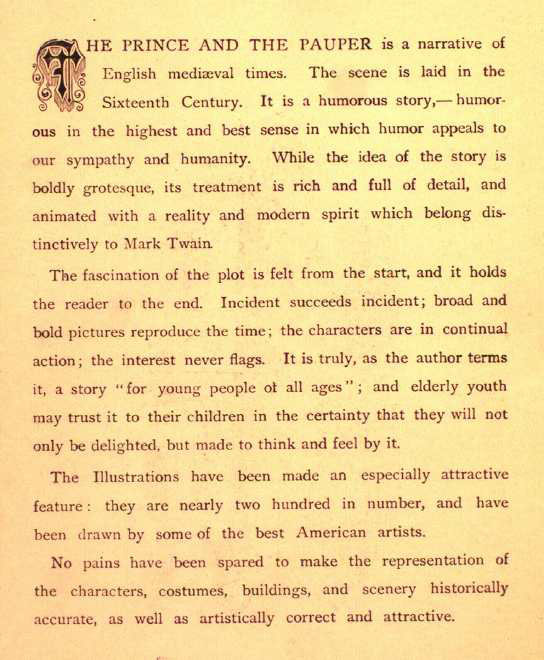 THE PRINCE AND THE PAUPER is a narrative of
English mediæval times. The scene is laid in the
Sixteenth Century. It is a humorous story,—humor-
ous in the highest and best sense in which humor appeals to
our sympathy and humanity. While the idea of the story is
boldly grotesque, its treatment is rich and full of detail, and
animated with a reality and modern spirit which belong dis-
tinctively to Mark Twain.
The fascination of the plot is felt from the start, and it holds
the reader to the end. Incident succeeds incident; broad and
bold pictures reproduce the time; the characters are in continual
action; the interest never flags. It is truly, as the author terms
it, a story "for young people of all ages"; and elderly youth
may trust it to their children in the certainty that they will not
only be delighted, but made to think and feel by it.
The Illustrations have been made an especially attractive
feature: they are nearly two hundred in number, and have
been drawn by some of the best American artists.
No pains have been spared to make the representation of
the characters, costumes, buildings, and scenery historically
accurate, as well as artistically correct and attractive.